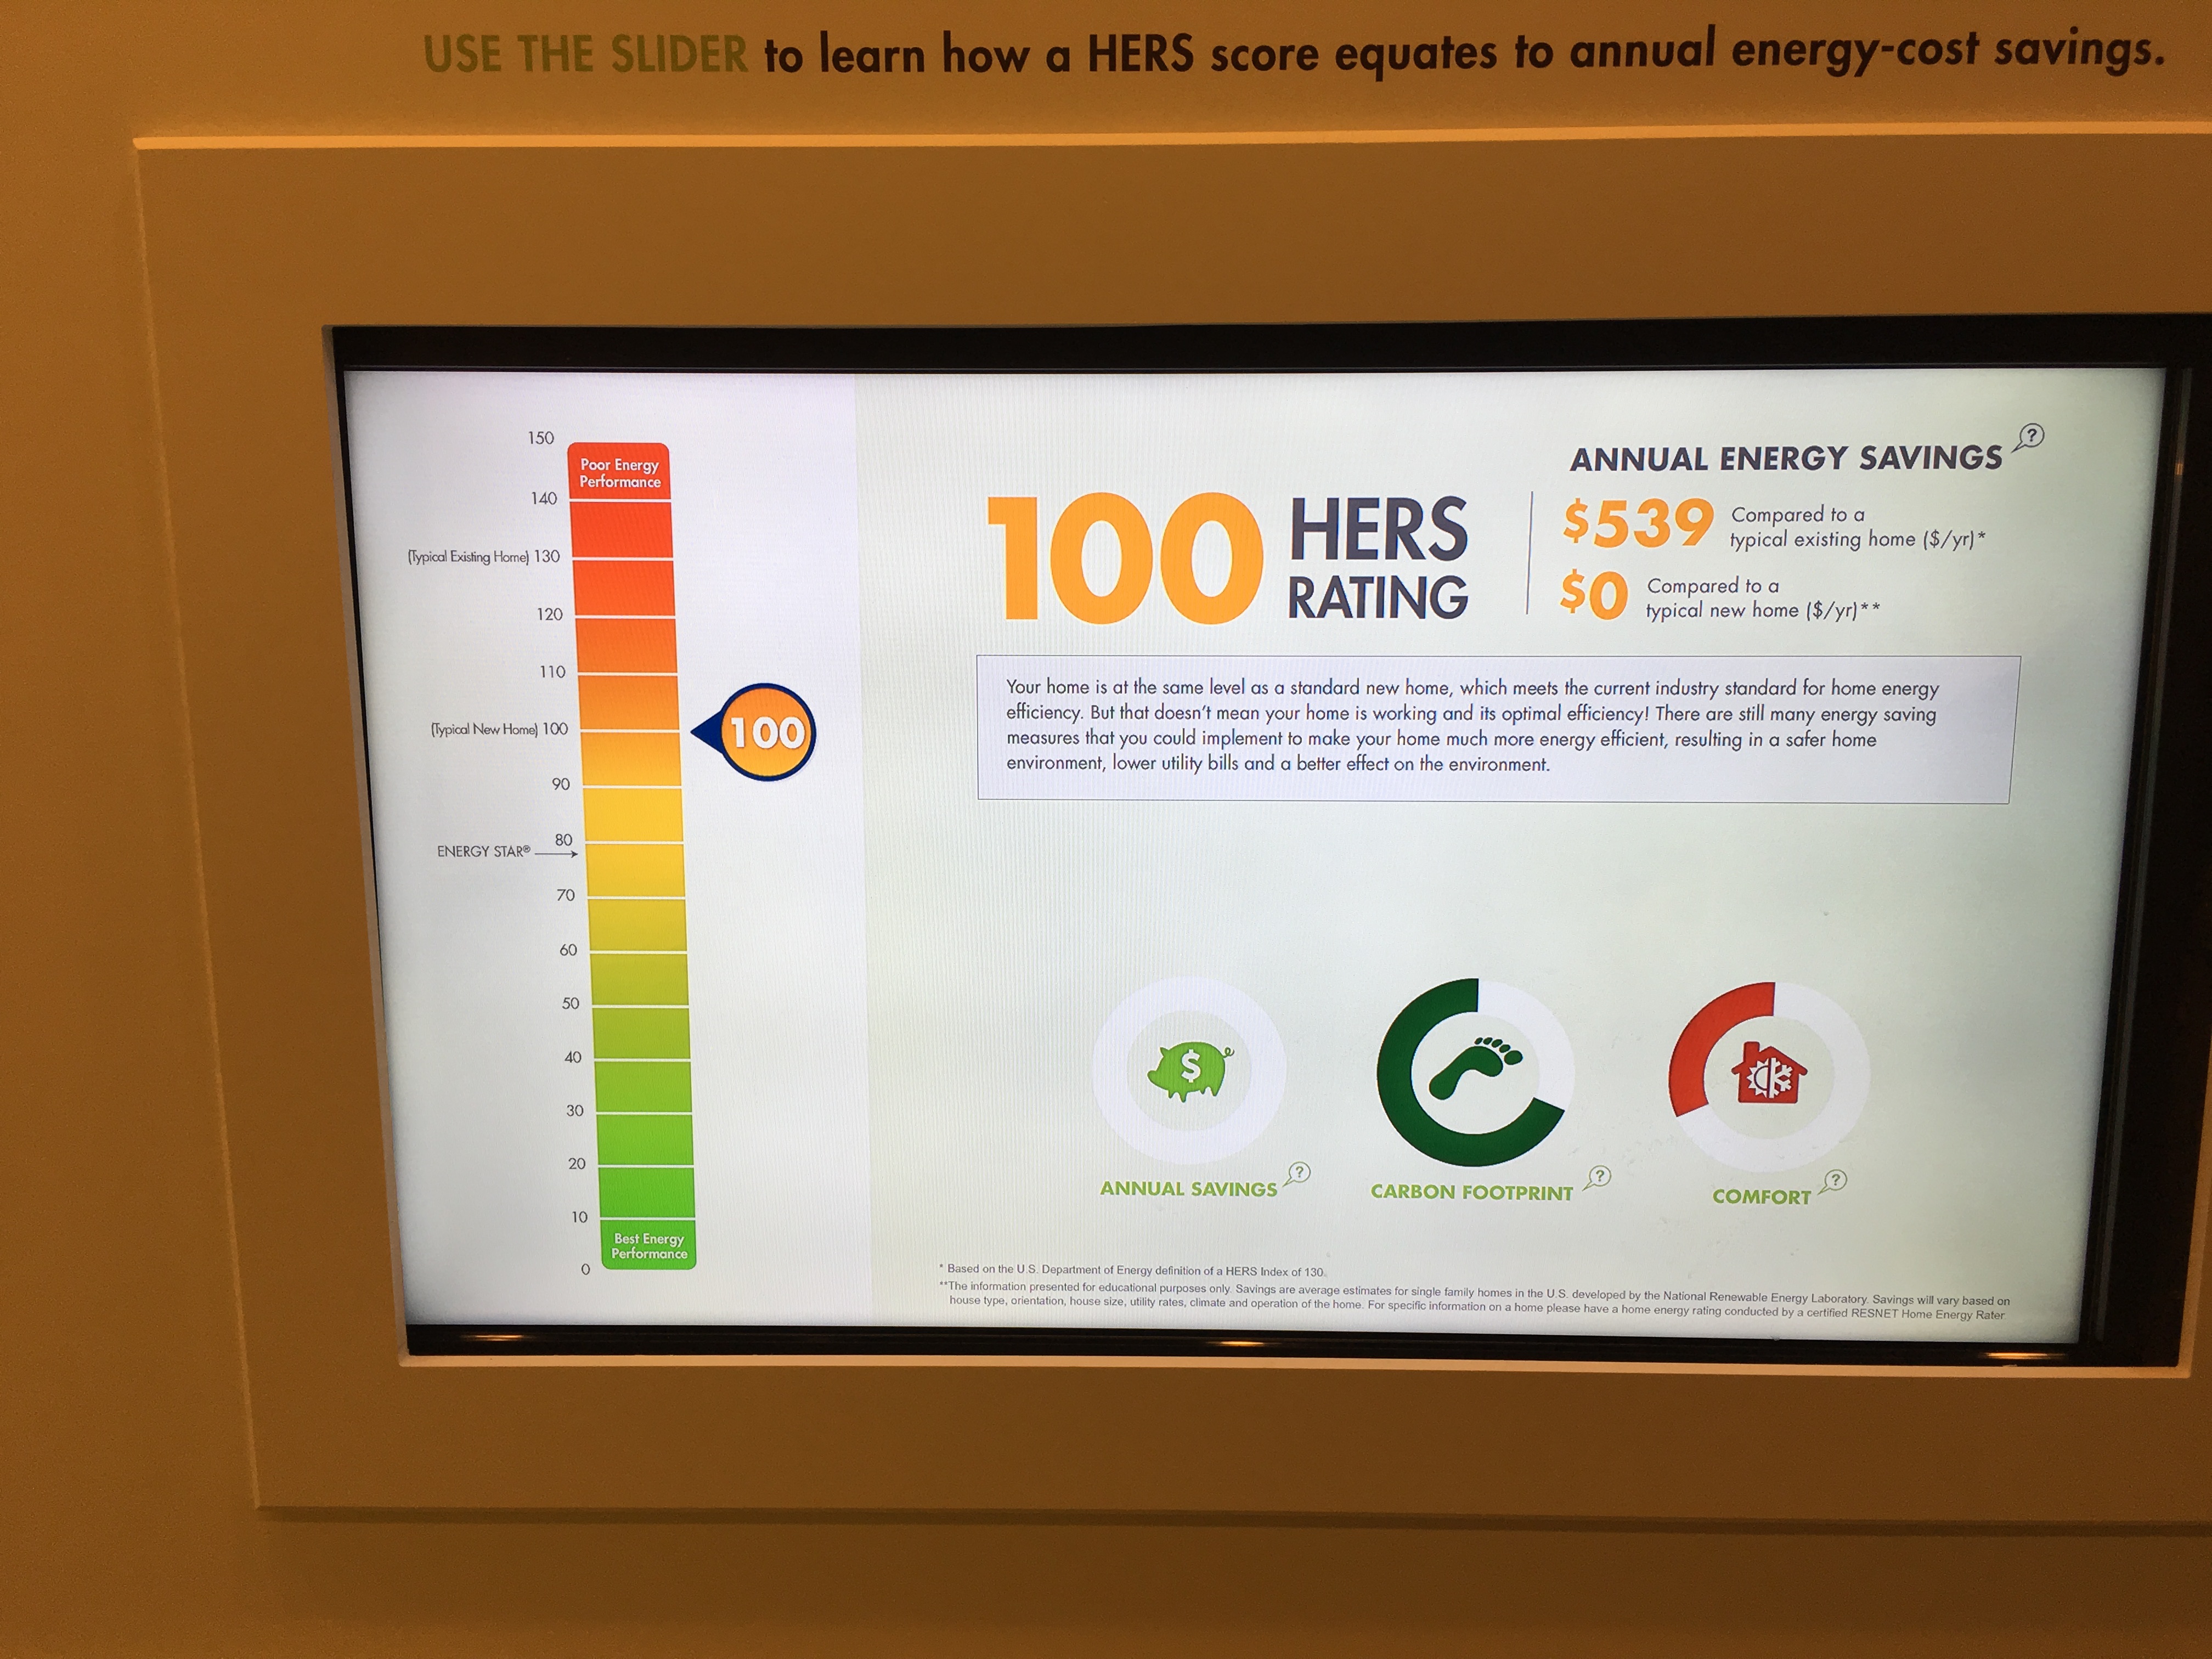 USE THE SLIDER to learn how a HERS score equates to annual energy-cost savings.
150
Poor Energy
Performance
140
(Typical Existing Home) 130
120
110
(Typical New Home) 100
90
80
ENERGY STAR®
70
60
50
40
30
20
10
Best Energy
Performance
0
100
100 HERS
RATING
ANNUAL ENERGY SAVINGS ?
$539 Compared to a
typical existing home ($/yr)*
$0 Compared to a
typical new home ($/yr)**
Your home is at the same level as a standard new home, which meets the current industry standard for home energy
efficiency. But that doesn't mean your home is working and its optimal efficiency! There are still many energy saving
measures that you could implement to make your home much more energy efficient, resulting in a safer home
environment, lower utility bills and a better effect on the environment.
$
ANNUAL SAVINGS ?
CARBON FOOTPRINT ?
COMFORT ?
* Based on the U.S. Department of Energy definition of a HERS Index of 130.
**The information presented for educational purposes only. Savings are average estimates for single family homes in the U.S. developed by the National Renewable Energy Laboratory. Savings will vary based on
house type, orientation, house size, utility rates, climate and operation of the home. For specific information on a home please have a home energy rating conducted by a certified RESNET Home Energy Rater